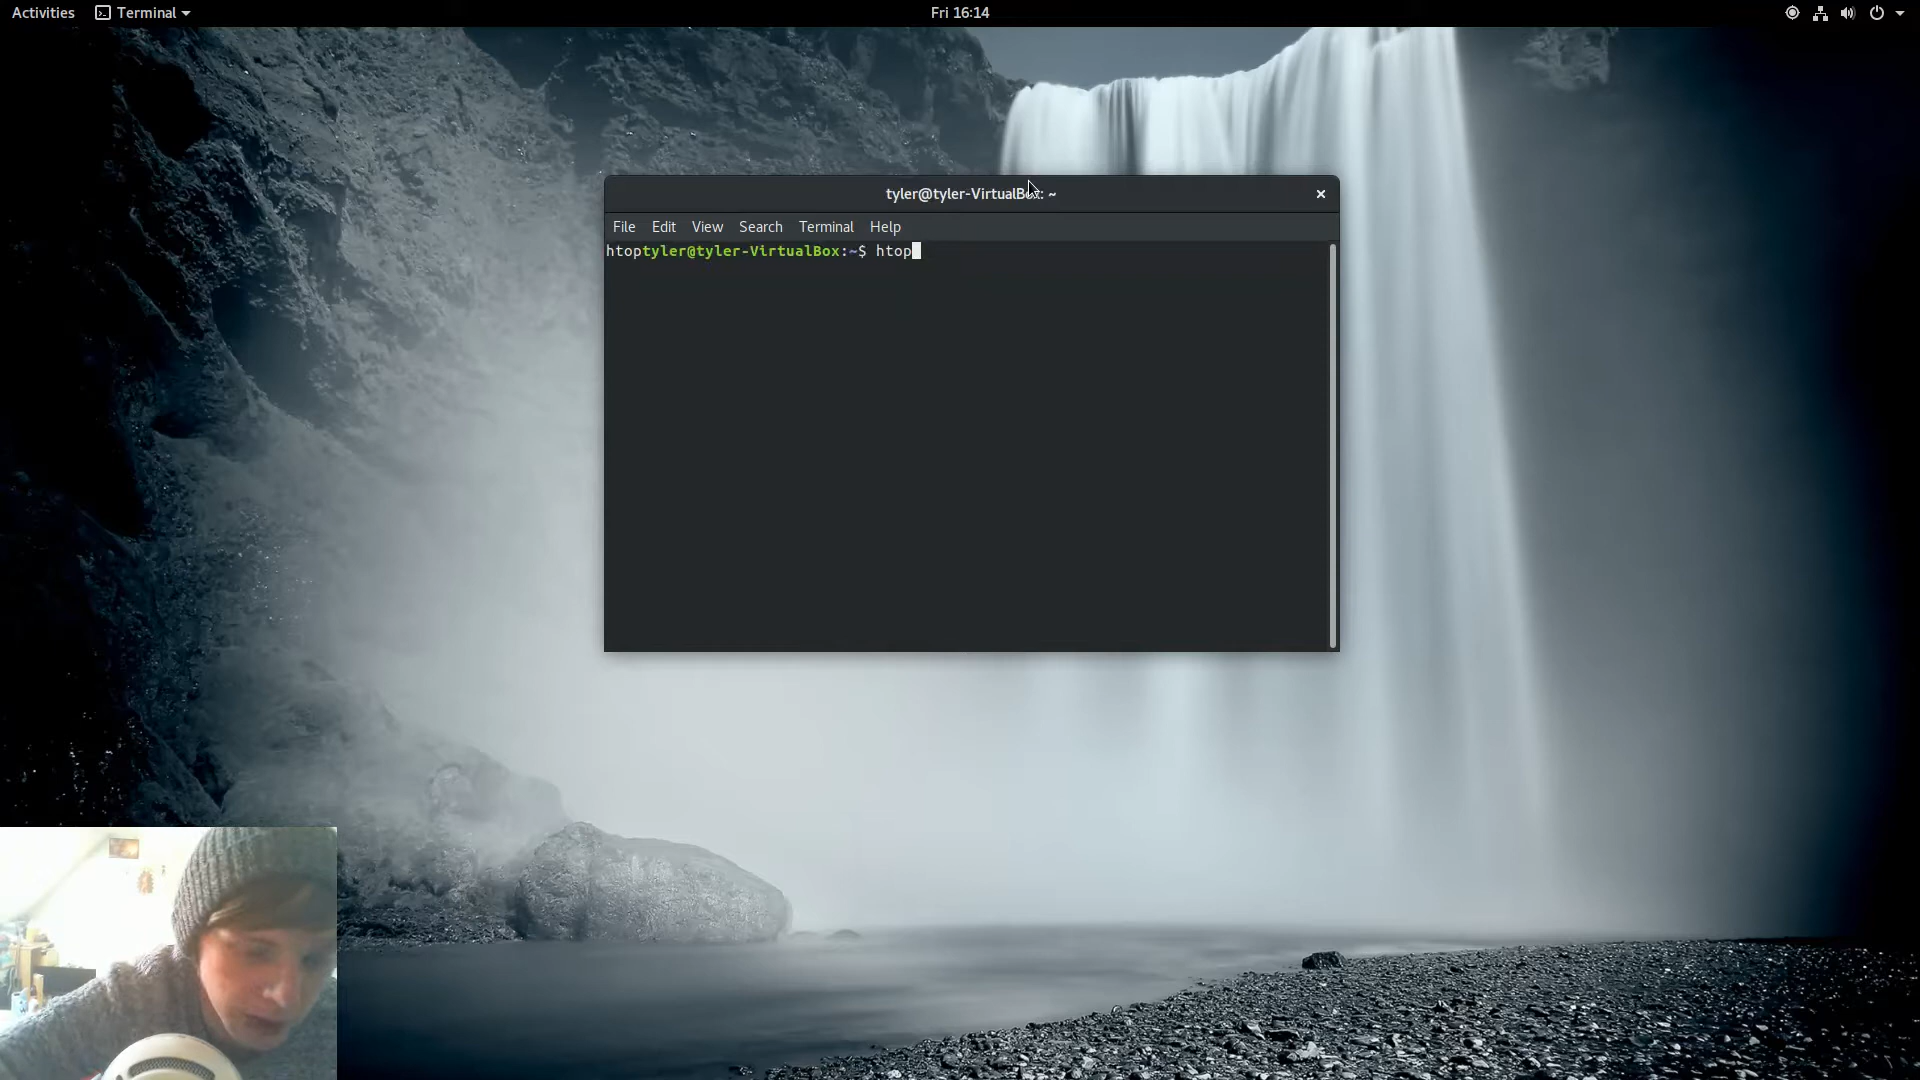 Activities Terminal Fri 16:14
tyler@tyler-VirtualBox: ~
File Edit View Search Terminal Help
htoptyler@tyler-VirtualBox:~$ htop